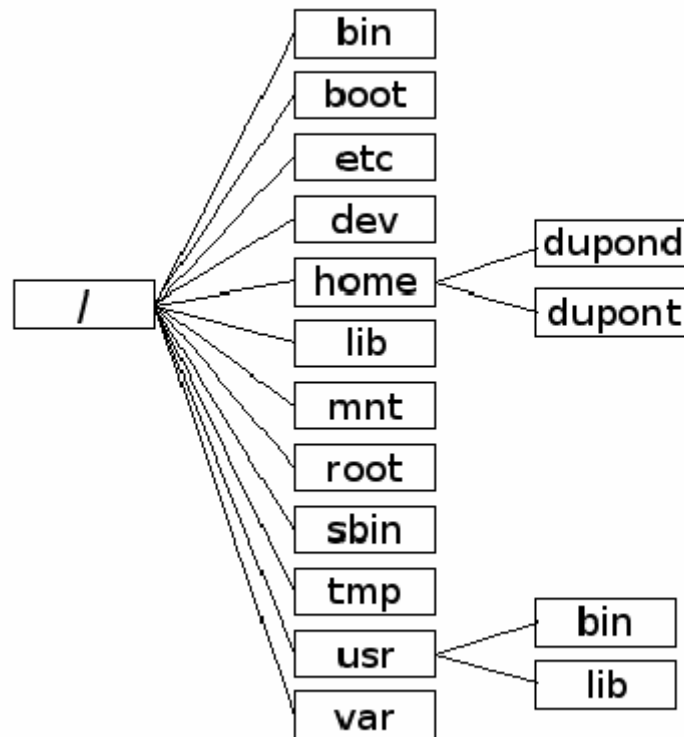 /
bin
boot
etc
dev
home
lib
mnt
root
sbin
tmp
usr
var
dupond
dupont
bin
lib